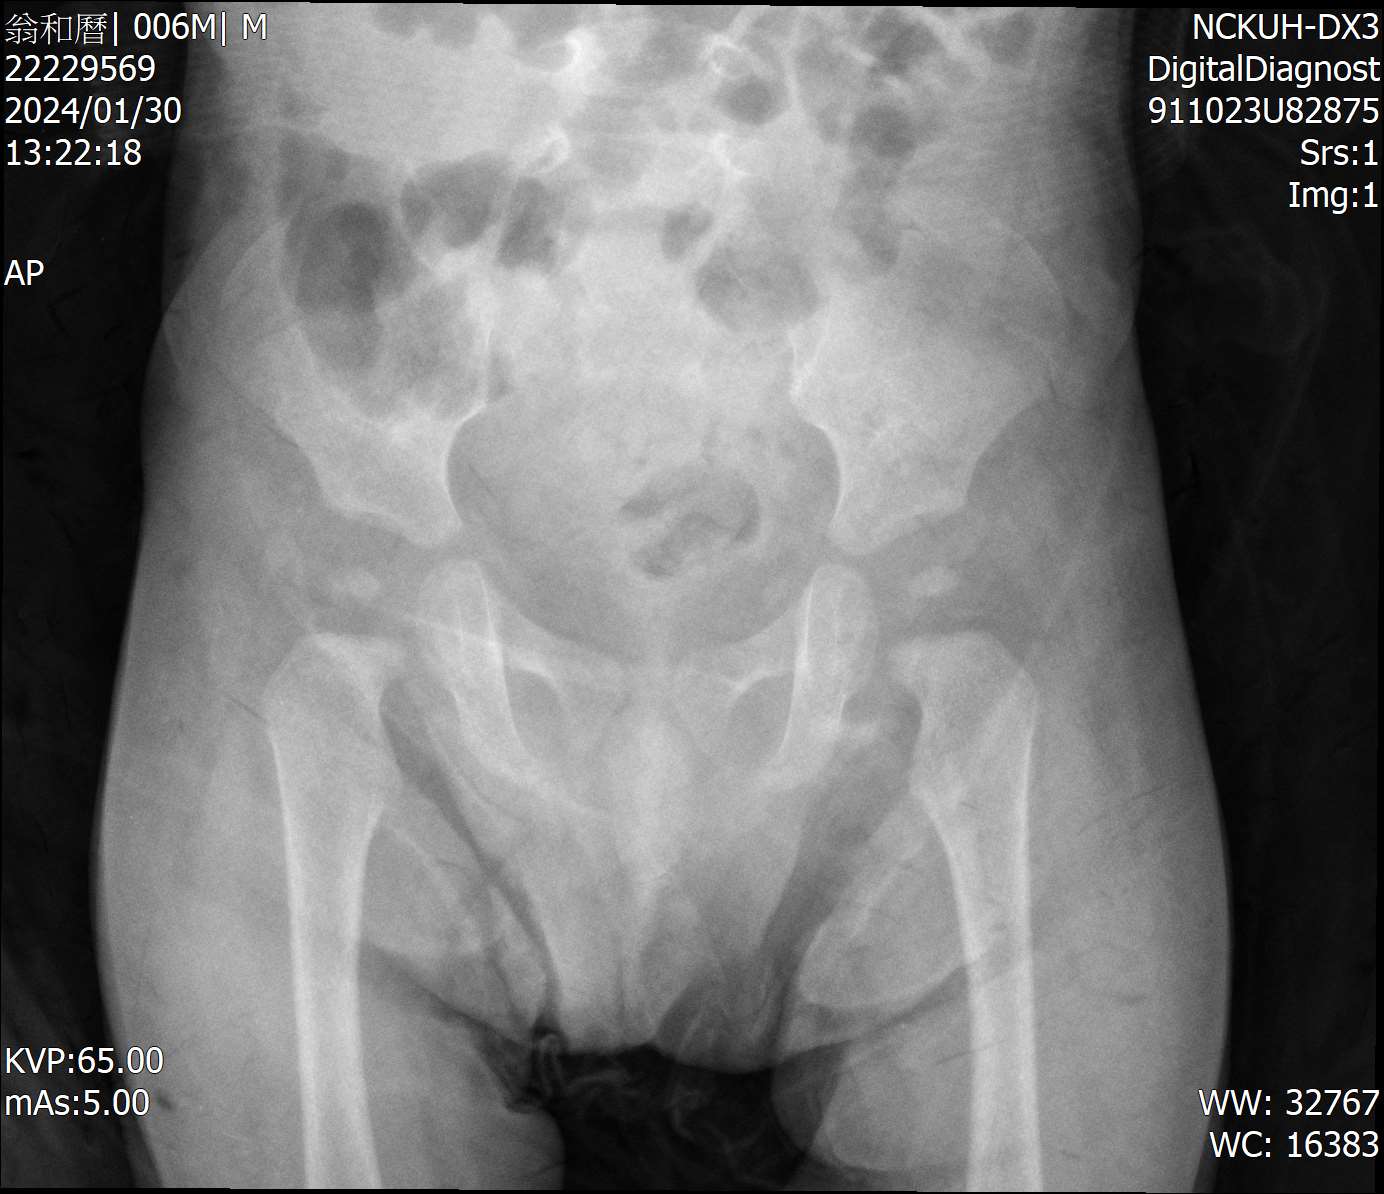 翁和曆| 006M| M
22229569
2024/01/30
13:22:18
AP
NCKUH-DX3
DigitalDiagnost
911023U82875
Srs:1
Img:1
KVP:65.00
mAs:5.00
WW: 32767
WC: 16383